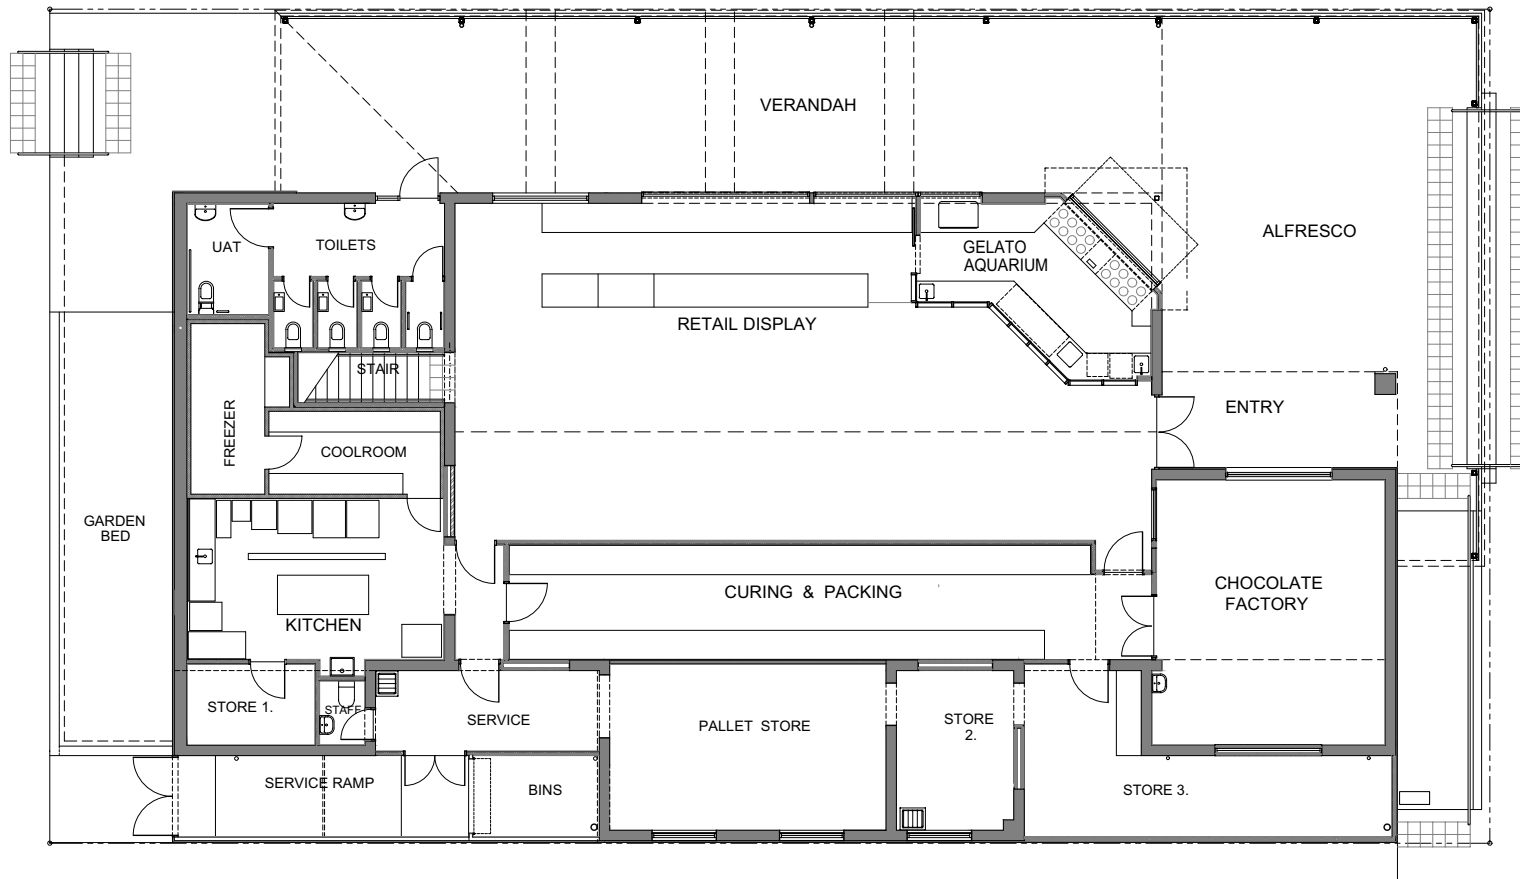 VERANDAH
UAT
TOILETS
GELATO
AQUARIUM
ALFRESCO
RETAIL DISPLAY
STAIR
ENTRY
FREEZER
COOLROOM
GARDEN
BED
CURING & PACKING
CHOCOLATE
FACTORY
KITCHEN
STORE 1.
STAFF
SERVICE
PALLET STORE
STORE
2.
SERVICE RAMP
BINS
STORE 3.